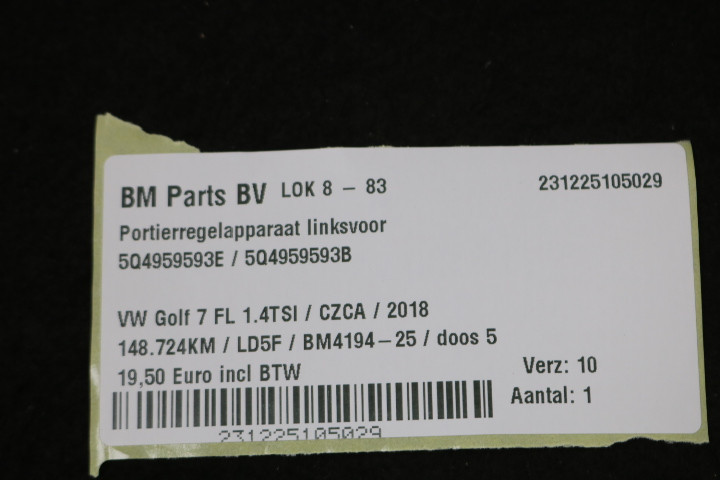 BM Parts BV LOK 8 - 83 231225105029
Portierregelapparaat linksvoor
5Q4959593E / 5Q4959593B
VW Golf 7 FL 1.4TSI / CZCA / 2018
148.724KM / LD5F / BM4194-25 / doos 5
19,50 Euro incl BTW Verz: 10
Aantal: 1
231225105029